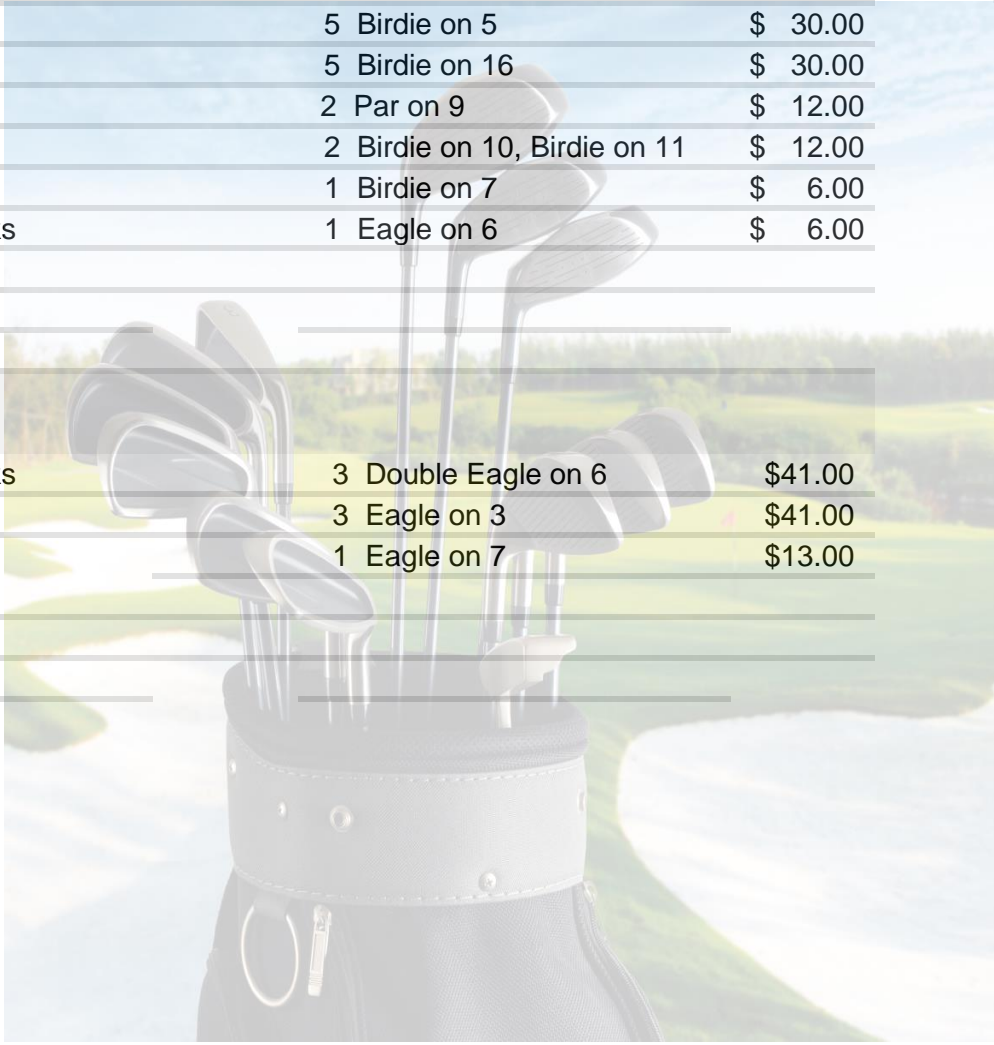 5 Birdie on 5 $ 30.00
5 Birdie on 16 $ 30.00
2 Par on 9 $ 12.00
2 Birdie on 10, Birdie on 11 $ 12.00
1 Birdie on 7 $ 6.00
s 1 Eagle on 6 $ 6.00
s 3 Double Eagle on 6 $41.00
3 Eagle on 3 $41.00
1 Eagle on 7 $13.00